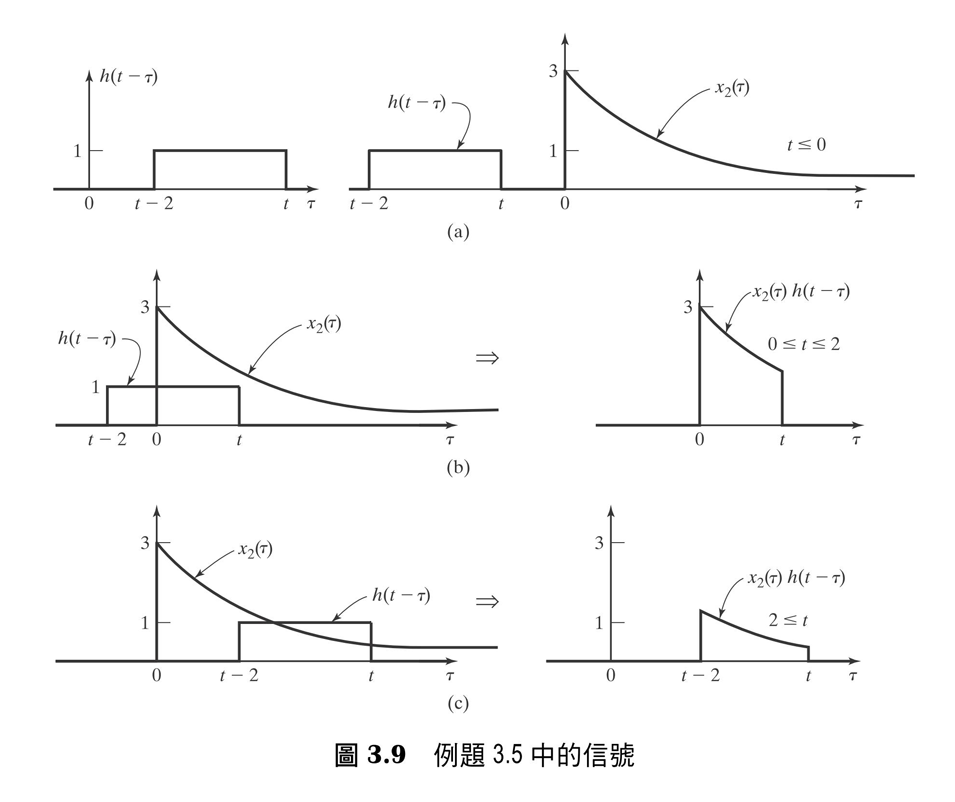 h(t − τ)
1
0
t − 2
t
τ
3
h(t − τ)
x₂(τ)
1
t ≤ 0
t − 2
t
0
τ
(a)
3
x₂(τ)
h(t − τ)
1
t − 2
0
t
τ
⇒
3
x₂(τ) h(t − τ)
0 ≤ t ≤ 2
0
t
τ
(b)
3
x₂(τ)
h(t − τ)
1
0
t − 2
t
τ
⇒
3
x₂(τ) h(t − τ)
1
2 ≤ t
0
t − 2
t
τ
(c)
圖 3.9 例題 3.5 中的信號